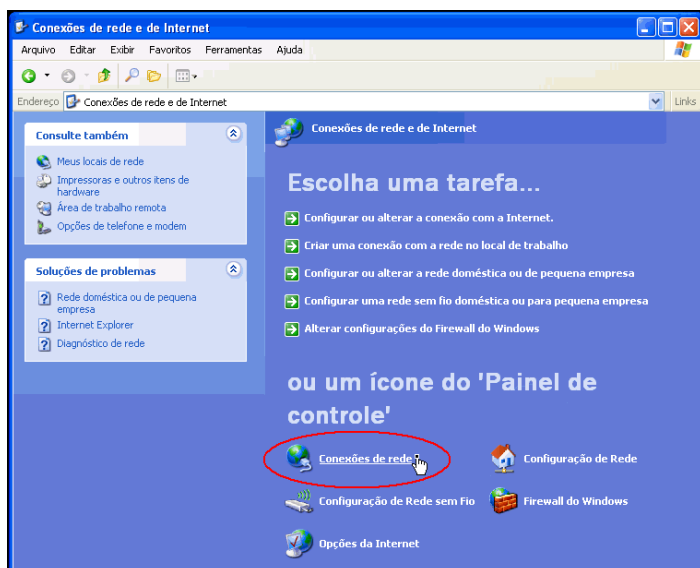 Conexões de rede e de Internet
Arquivo Editar Exibir Favoritos Ferramentas Ajuda
Endereço Conexões de rede e de Internet Links
Consulte também
Meus locais de rede
Impressoras e outros itens de
hardware
Área de trabalho remota
Opções de telefone e modem
Soluções de problemas
Rede doméstica ou de pequena
empresa
Internet Explorer
Diagnóstico de rede
Conexões de rede e de Internet
Escolha uma tarefa...
Configurar ou alterar a conexão com a Internet.
Criar uma conexão com a rede no local de trabalho
Configurar ou alterar a rede doméstica ou de pequena empresa
Configurar uma rede sem fio doméstica ou para pequena empresa
Alterar configurações do Firewall do Windows
ou um ícone do 'Painel de
controle'
Conexões de rede
Configuração de Rede
Configuração de Rede sem Fio
Firewall do Windows
Opções da Internet